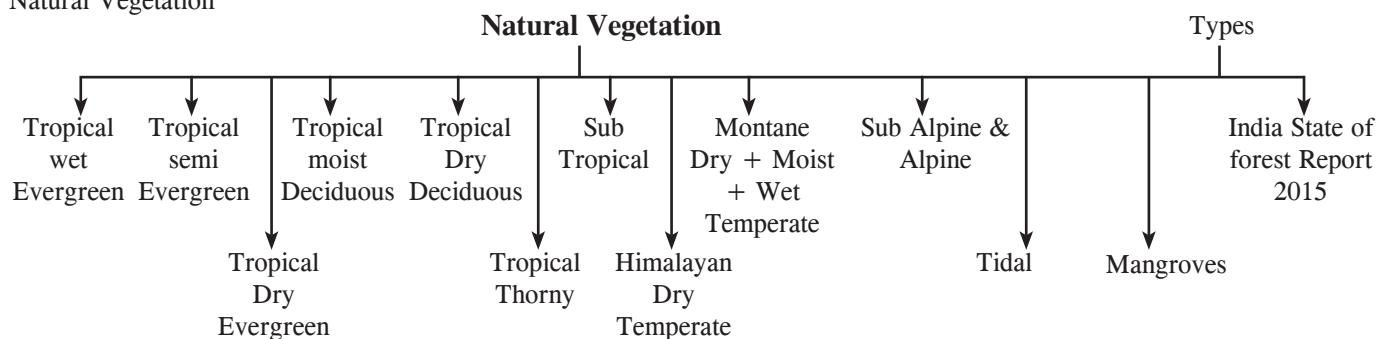 Natural Vegetation
Natural Vegetation
Types
Tropical
wet
Evergreen
Tropical
semi
Evergreen
Tropical
moist
Deciduous
Tropical
Dry
Deciduous
Sub
Tropical
Montane
Dry + Moist
+ Wet
Temperate
Sub Alpine &
Alpine
India State of
forest Report
2015
Tropical
Dry
Evergreen
Tropical
Thorny
Himalayan
Dry
Temperate
Tidal
Mangroves